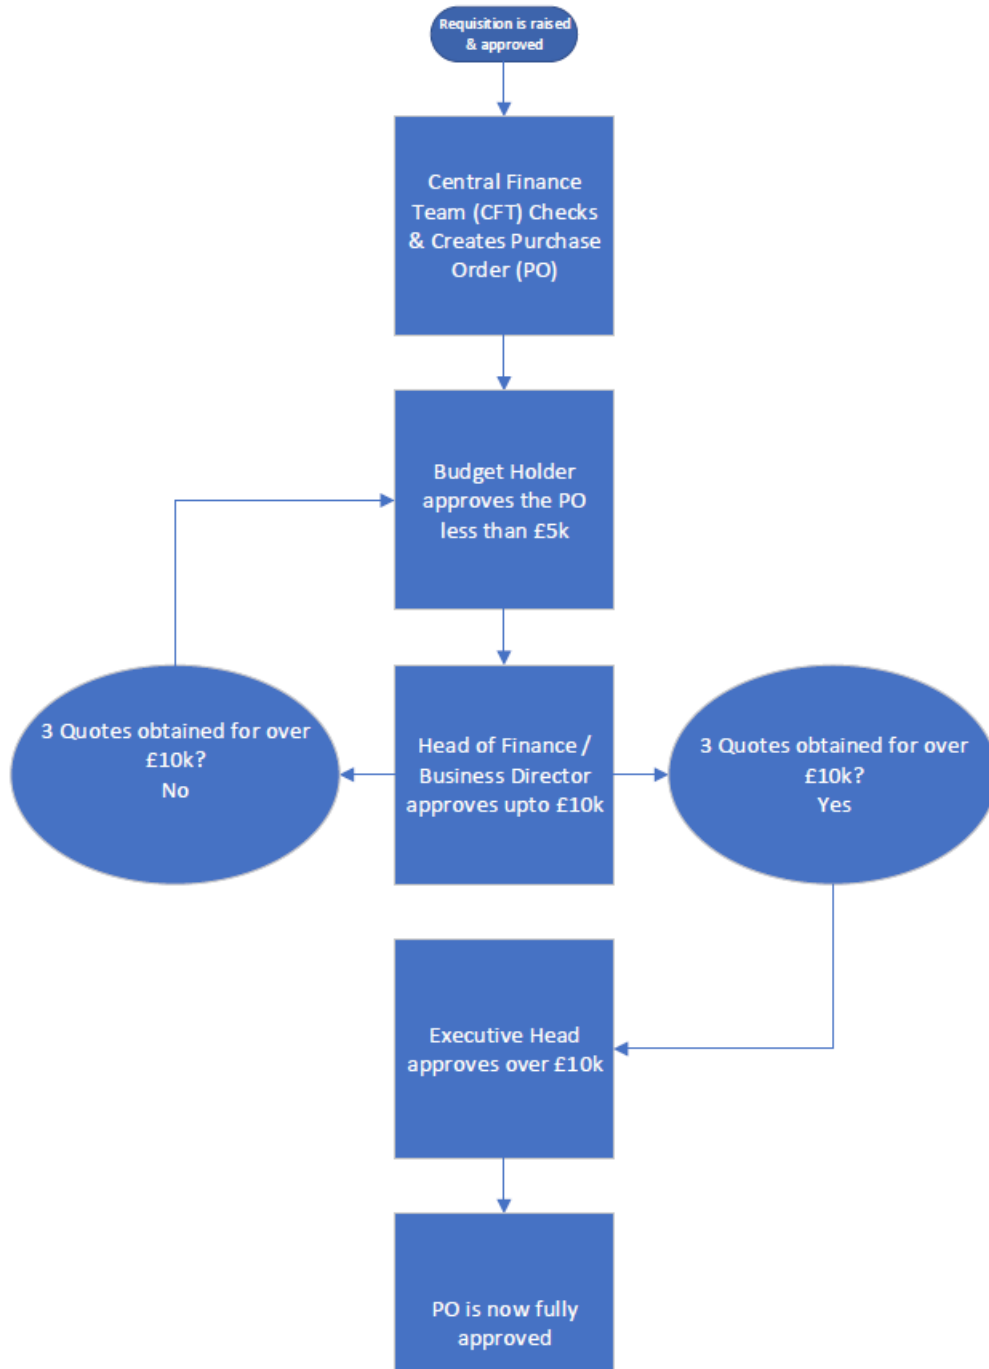 Requisition is raised
& approved
Central Finance
Team (CFT) Checks
& Creates Purchase
Order (PO)
Budget Holder
approves the PO
less than £5k
3 Quotes obtained for over
£10k?
No
Head of Finance /
Business Director
approves upto £10k
3 Quotes obtained for over
£10k?
Yes
Executive Head
approves over £10k
PO is now fully
approved